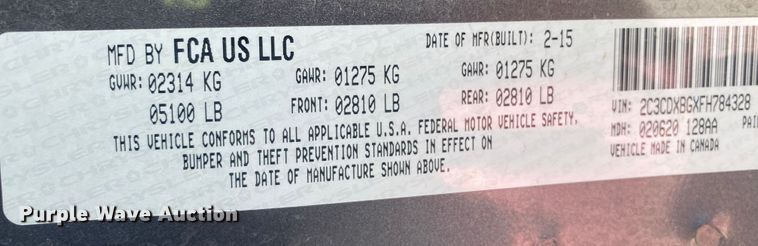 MFD BY FCA US LLC
DATE OF MFR(BUILT): 2-15
GVWR: 02314 KG
GAWR: 01275 KG
GAWR: 01275 KG
05100 LB
FRONT: 02810 LB
REAR: 02810 LB
THIS VEHICLE CONFORMS TO ALL APPLICABLE U.S.A. FEDERAL MOTOR VEHICLE SAFETY,
BUMPER AND THEFT PREVENTION STANDARDS IN EFFECT ON
THE DATE OF MANUFACTURE SHOWN ABOVE.
VIN: 2C3CDXBGXFH784328
MDH: 020620 128AA PAI
VEHICLE MADE IN CANADA
Purple Wave Auction